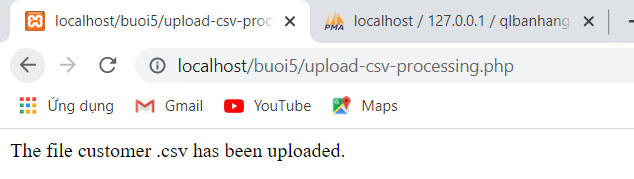 localhost/buoi5/upload-csv-proc
PMA localhost / 127.0.0.1 / qlbanhang
localhost/buoi5/upload-csv-processing.php
Ứng dụng Gmail YouTube Maps
The file customer .csv has been uploaded.